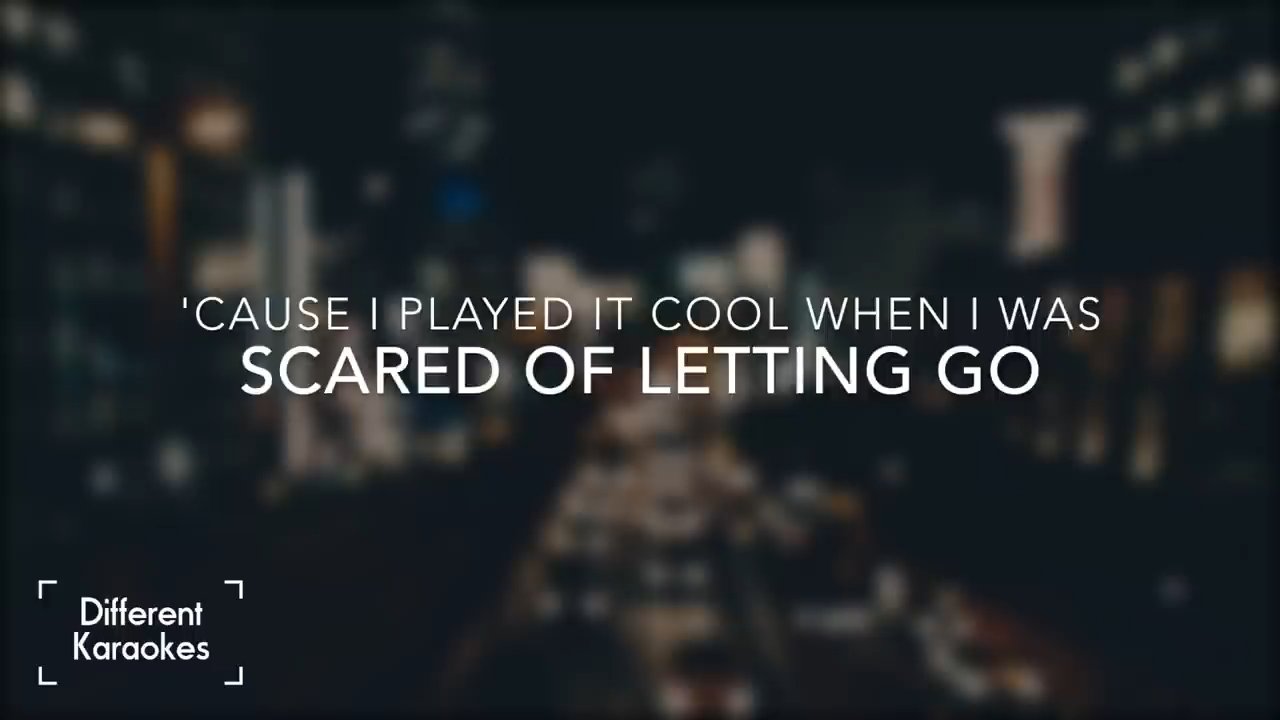 'CAUSE I PLAYED IT COOL WHEN I WAS
SCARED OF LETTING GO
Different
Karaokes